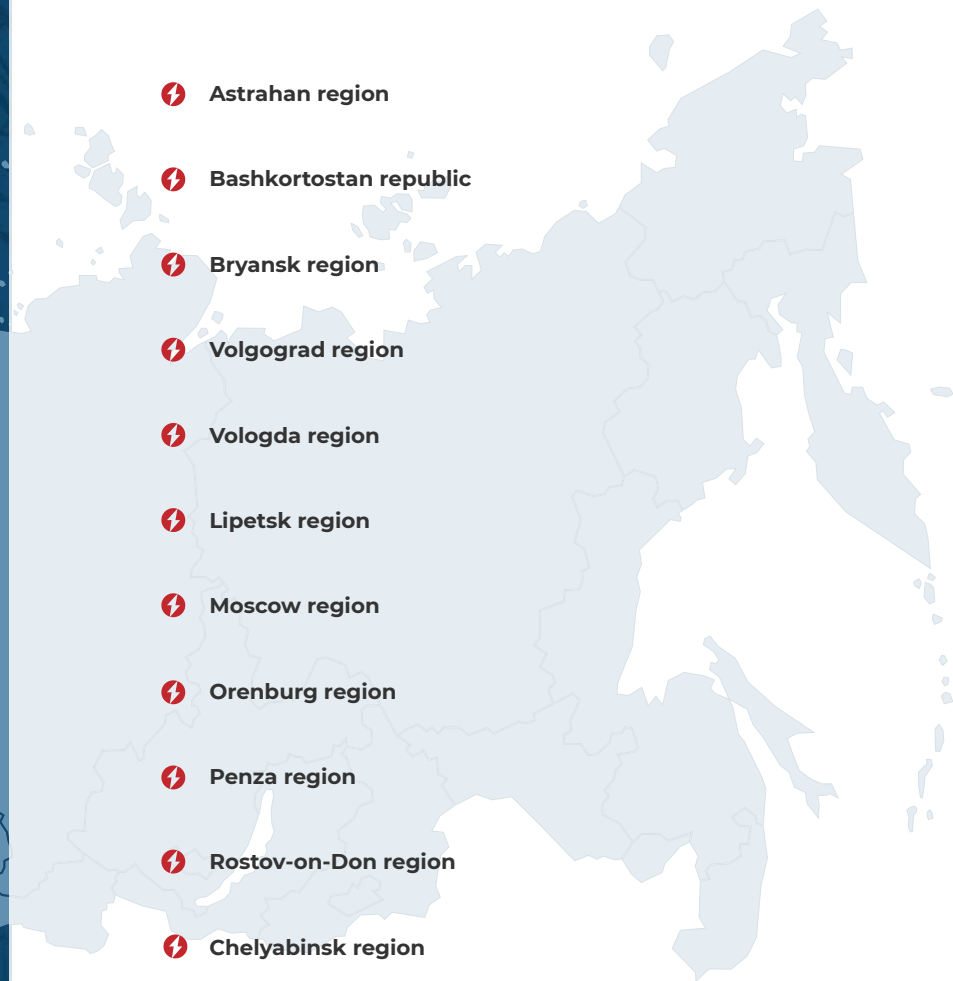 Astrahan region
Bashkortostan republic
Bryansk region
Volgograd region
Vologda region
Lipetsk region
Moscow region
Orenburg region
Penza region
Rostov-on-Don region
Chelyabinsk region